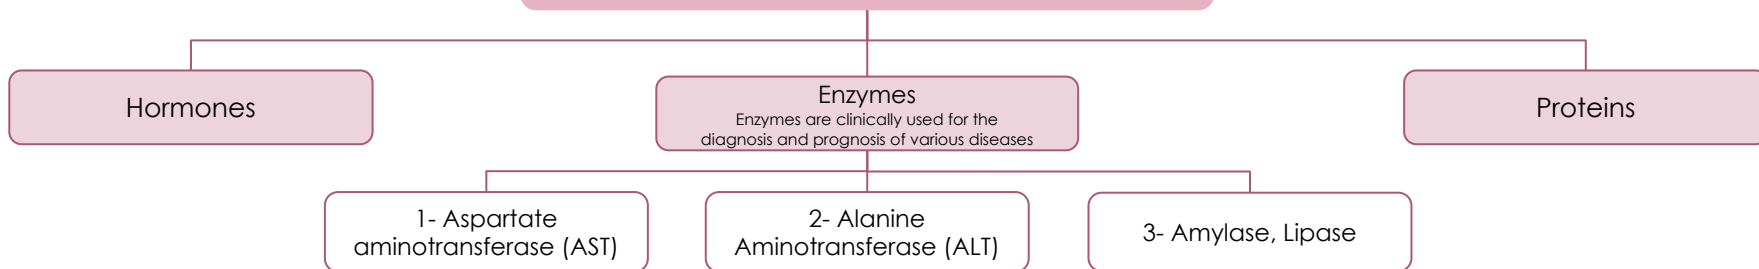 Hormones
Enzymes
Enzymes are clinically used for the
diagnosis and prognosis of various diseases
Proteins
1- Aspartate
aminotransferase (AST)
2- Alanine
Aminotransferase (ALT)
3- Amylase, Lipase